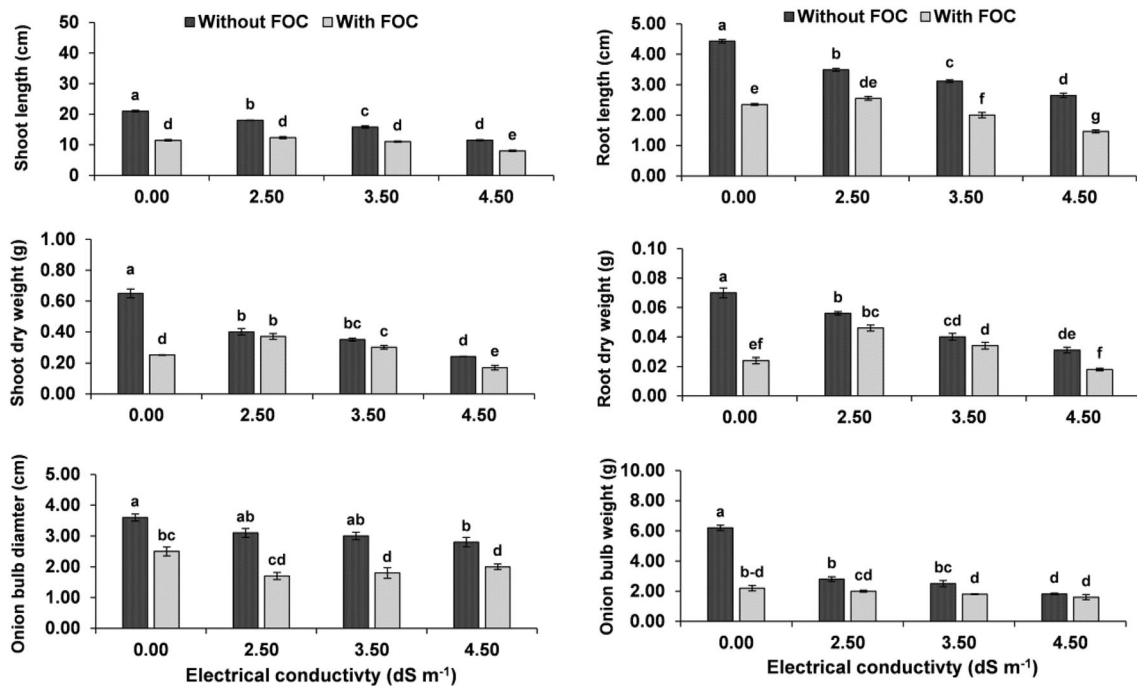 Without FOC With FOC
Shoot length (cm)
50
40
30
20
10
0
a d b d c d d e
0.00 2.50 3.50 4.50
Without FOC With FOC
Root length (cm)
5.00
4.00
3.00
2.00
1.00
0.00
a e b de c f d g
0.00 2.50 3.50 4.50
Shoot dry weight (g)
1.00
0.80
0.60
0.40
0.20
0.00
a d b b bc c d e
0.00 2.50 3.50 4.50
Root dry weight (g)
0.10
0.08
0.06
0.04
0.02
0.00
a ef b bc cd d de f
0.00 2.50 3.50 4.50
Onion bulb diamter (cm)
5.00
4.00
3.00
2.00
1.00
0.00
a bc ab cd ab d b d
0.00 2.50 3.50 4.50
Electrical conductivty (dS m⁻¹)
Onion bulb weight (g)
10.00
8.00
6.00
4.00
2.00
0.00
a b-d b cd bc d d d
0.00 2.50 3.50 4.50
Electrical conductivty (dS m⁻¹)